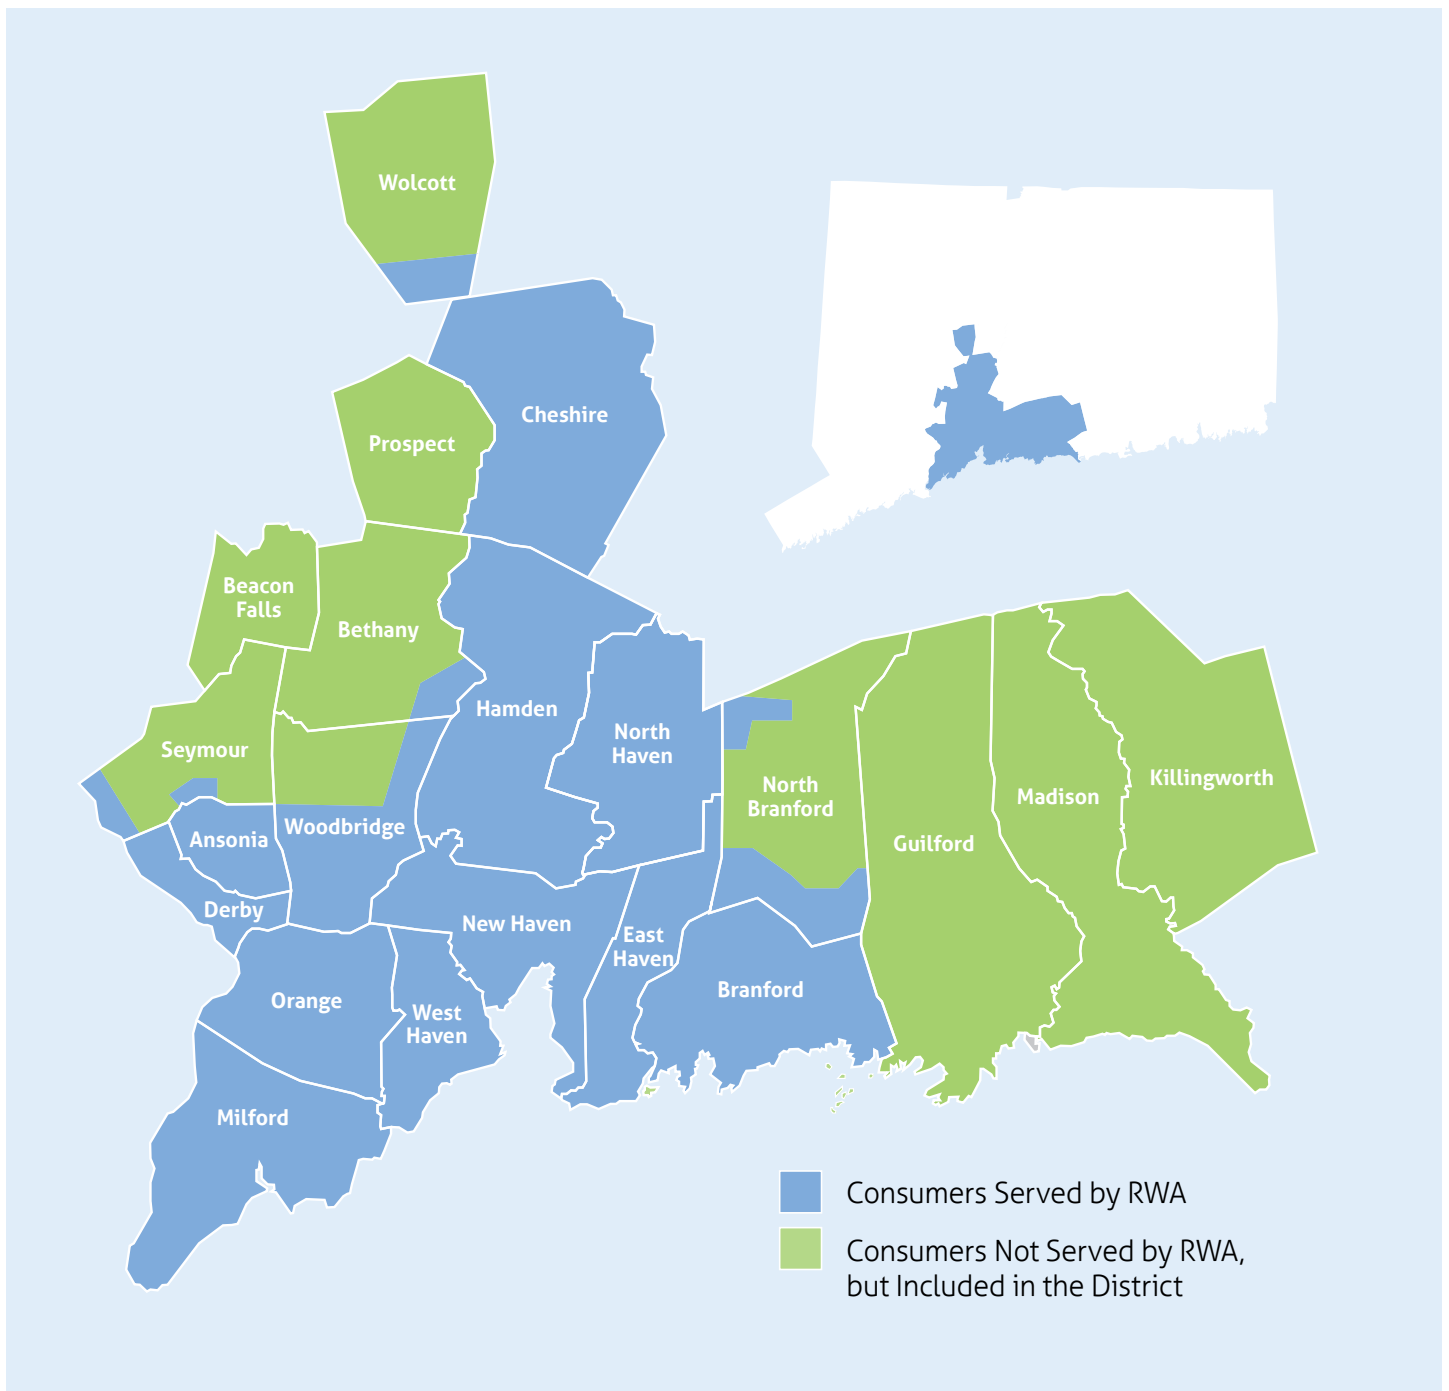 Wolcott
Cheshire
Prospect
Beacon
Falls
Bethany
Hamden
North
Haven
Seymour
North
Branford
Killingworth
Madison
Woodbridge
Ansonia
Guilford
Derby
New Haven
East
Haven
Branford
Orange
West
Haven
Milford
Consumers Served by RWA
Consumers Not Served by RWA,
but Included in the District